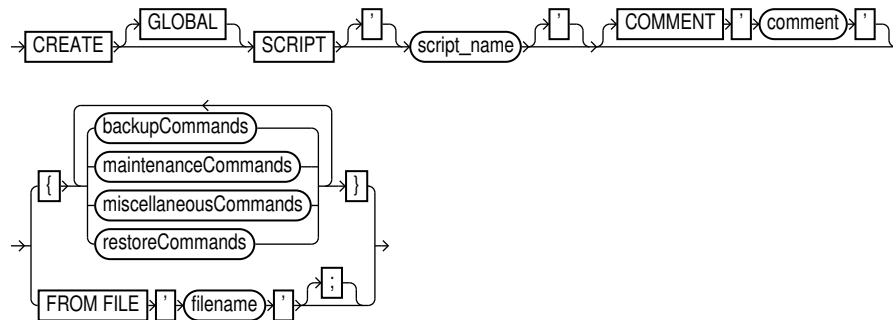 CREATE GLOBAL SCRIPT ' script_name ' COMMENT ' comment '
{ backupCommands
maintenanceCommands
miscellaneousCommands
restoreCommands }
FROM FILE ' filename ' ;